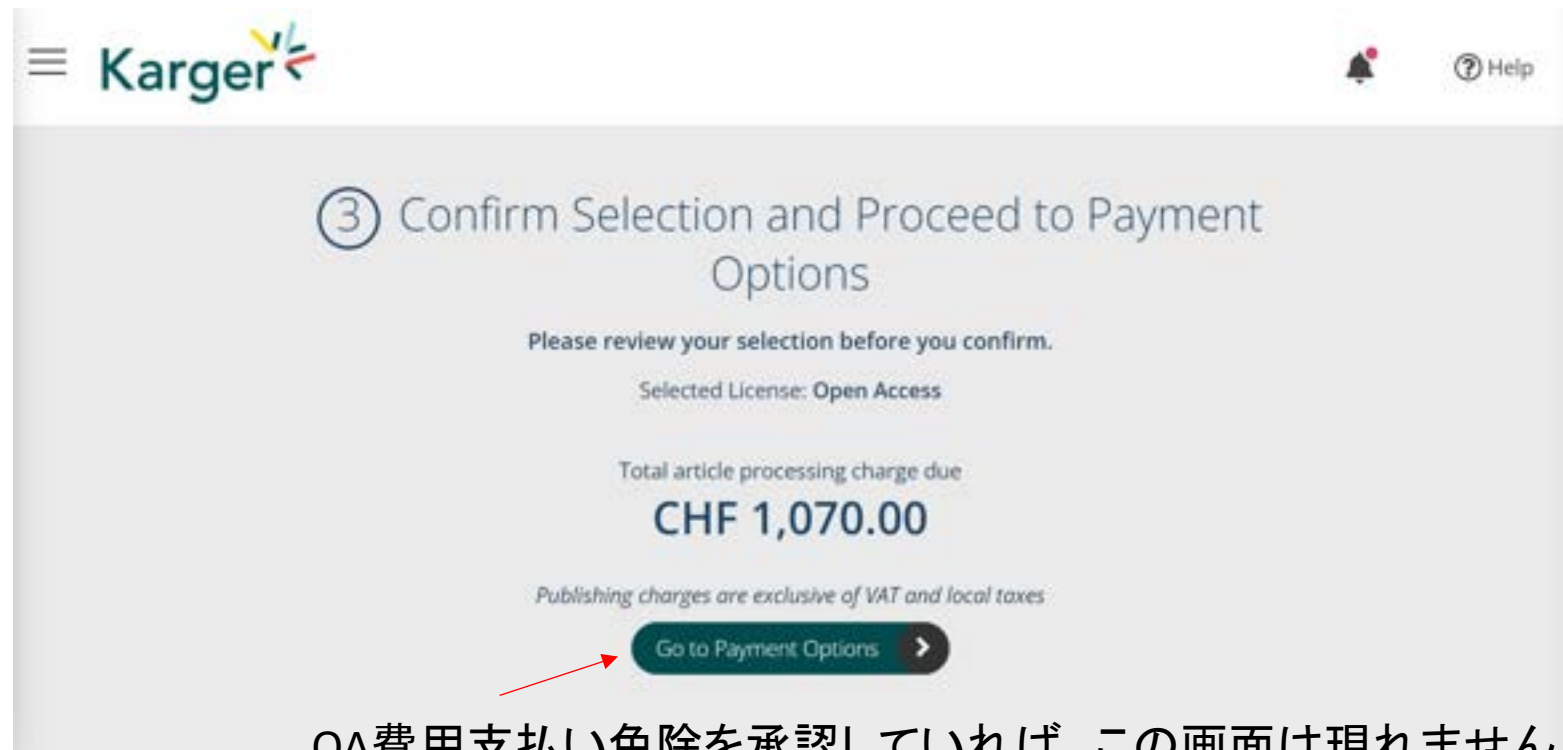 Karger
Help
3 Confirm Selection and Proceed to Payment
Options
Please review your selection before you confirm.
Selected License: Open Access
Total article processing charge due
CHF 1,070.00
Publishing charges are exclusive of VAT and local taxes
Go to Payment Options
OA費用支払い免除を承認していれば、この画面は現れません